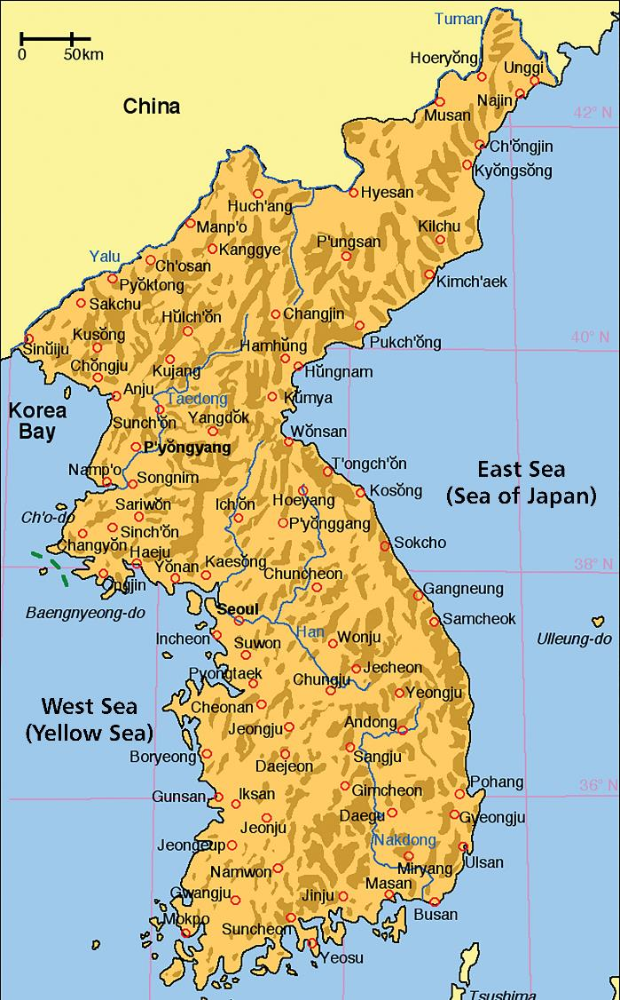 Tuman
Hoeryŏng
Unggi
0 50km
Najin
China
Musan
42° N
Ch'ŏngjin
Kyŏngsŏng
Hyesan
Huch'ang
Manp'o
Kilchu
P'ungsan
Kanggye
Yalu
Ch'osan
Kimch'aek
Pyŏktong
Sakchu
Changjin
Hŭich'ŏn
40° N
Kusŏng
Pukch'ŏng
Sinŭiju
Hamhŭng
Chŏngju
Kujang
Hŭngnam
Anju
Kŭmya
Taedong
Korea
Bay
Yangdŏk
Sunch'ŏn
Wŏnsan
P'yŏngyang
T'ongch'ŏn
Namp'o
East Sea
(Sea of Japan)
Songnim
Kosŏng
Hoeyang
Sariwŏn
Ich'ŏn
Ch'o-do
P'yŏnggang
Sinch'ŏn
Changyŏn
Sokcho
Haeju
Kaesŏng
Yŏnan
38° N
Chuncheon
Ongjin
Gangneung
Baengnyeong-do
Seoul
Samcheok
Han
Incheon
Wonju
Ulleung-do
Suwon
Jecheon
Pyongtaek
Chungju
Yeongju
West Sea
(Yellow Sea)
Cheonan
Andong
Jeongju
Boryeong
Sangju
Daejeon
Pohang
36° N
Gimcheon
Gunsan
Iksan
Daegu
Gyeongju
Jeonju
Nakdong
Jeongeup
Ulsan
Miryang
Namwon
Masan
Gwangju
Jinju
Busan
Mokpo
Suncheon
Yeosu
Tsushima